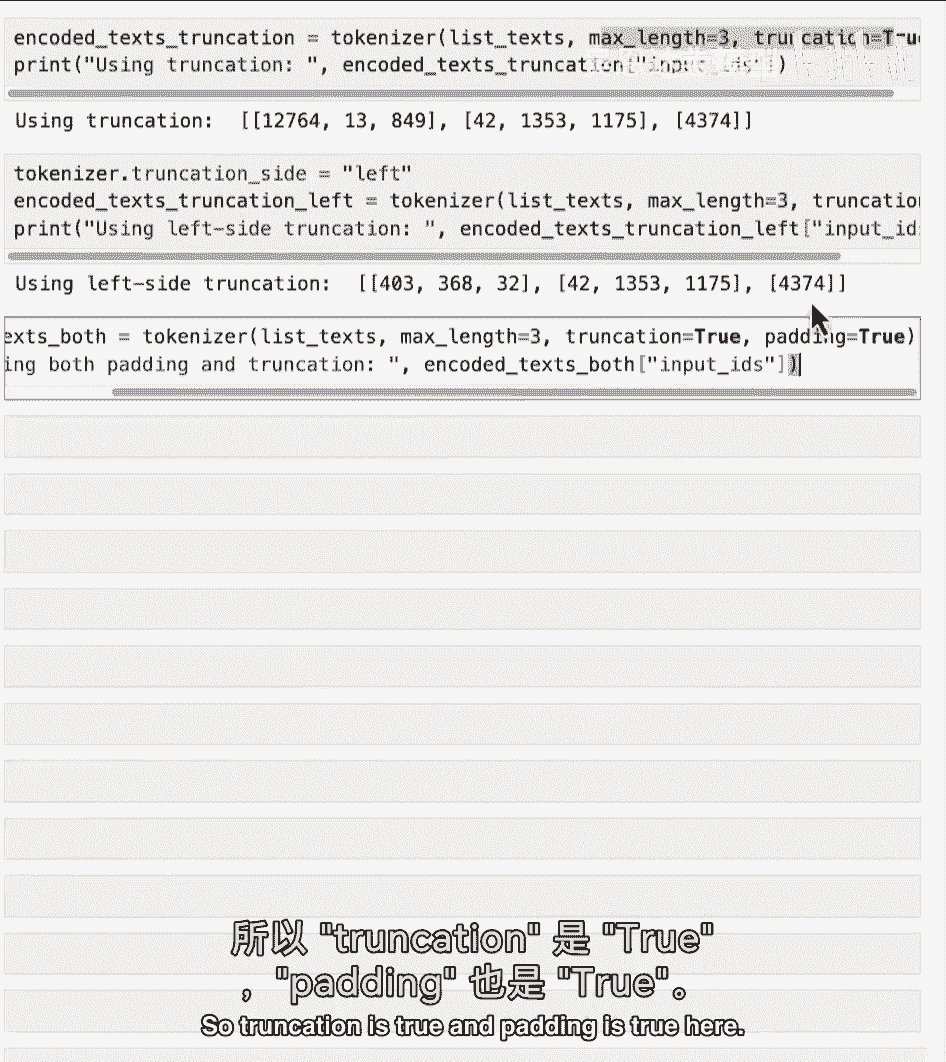 encoded_texts_truncation = tokenizer(list_texts, max_length=3, truncation=Tru
print("Using truncation: ", encoded_texts_truncation["input_ids"])
Using truncation:  [[12764, 13, 849], [42, 1353, 1175], [4374]]
tokenizer.truncation_side = "left"
encoded_texts_truncation_left = tokenizer(list_texts, max_length=3, truncation
print("Using left-side truncation: ", encoded_texts_truncation_left["input_id
Using left-side truncation:  [[403, 368, 32], [42, 1353, 1175], [4374]]
exts_both = tokenizer(list_texts, max_length=3, truncation=True, padding=True)
ing both padding and truncation: ", encoded_texts_both["input_ids"])
所以 "truncation" 是 "True"
，"padding" 也是 "True"。
So truncation is true and padding is true here.